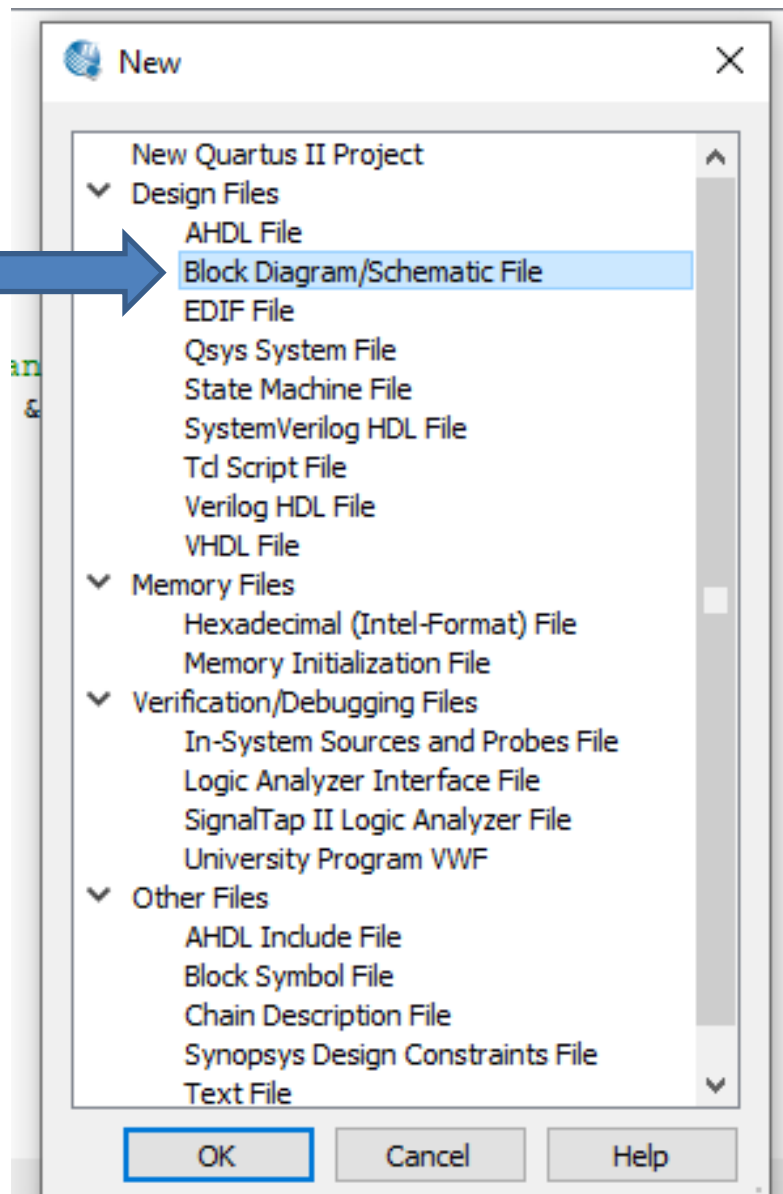 New
New Quartus II Project
Design Files
AHDL File
Block Diagram/Schematic File
EDIF File
Qsys System File
an
State Machine File
&
SystemVerilog HDL File
Tcl Script File
Verilog HDL File
VHDL File
Memory Files
Hexadecimal (Intel-Format) File
Memory Initialization File
Verification/Debugging Files
In-System Sources and Probes File
Logic Analyzer Interface File
SignalTap II Logic Analyzer File
University Program VWF
Other Files
AHDL Include File
Block Symbol File
Chain Description File
Synopsys Design Constraints File
Text File
OK Cancel Help